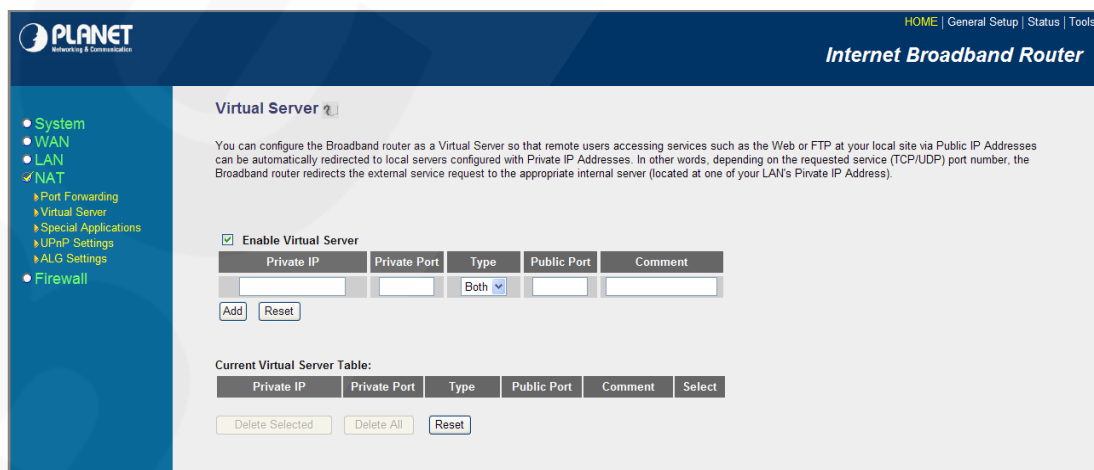 PLANET
Networking & Communication
HOME | General Setup | Status | Tools
Internet Broadband Router
System
WAN
LAN
NAT
Port Forwarding
Virtual Server
Special Applications
UPnP Settings
ALG Settings
Firewall
Virtual Server
You can configure the Broadband router as a Virtual Server so that remote users accessing services such as the Web or FTP at your local site via Public IP Addresses
can be automatically redirected to local servers configured with Private IP Addresses. In other words, depending on the requested service (TCP/UDP) port number, the
Broadband router redirects the external service request to the appropriate internal server (located at one of your LAN's Pivate IP Address).
Enable Virtual Server
Private IP Private Port Type Public Port Comment
Both
Add Reset
Current Virtual Server Table:
Private IP Private Port Type Public Port Comment Select
Delete Selected Delete All Reset